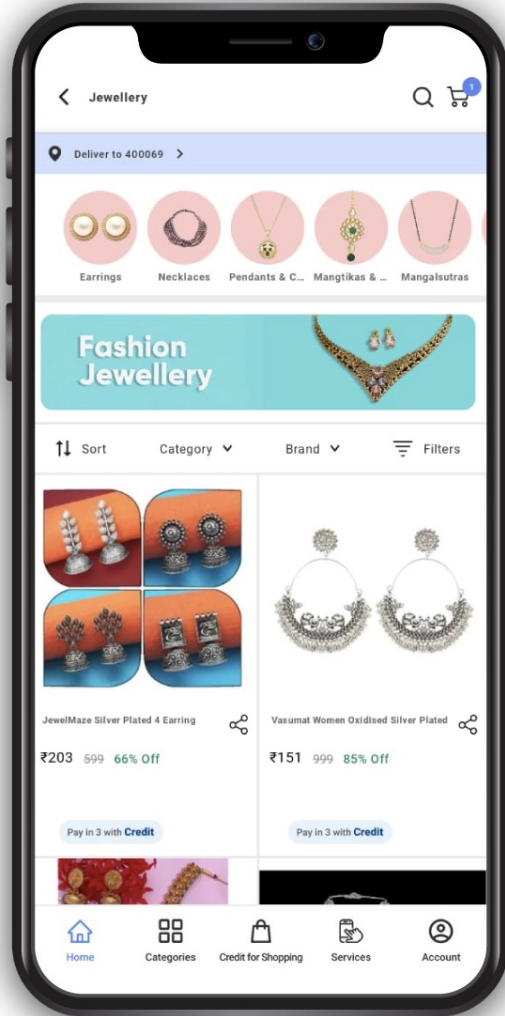 Jewellery
1
Deliver to 400069
Earrings
Necklaces
Pendants & C...
Mangtikas & ...
Mangalsutras
Fashion
Jewellery
Sort
Category
Brand
Filters
JewelMaze Silver Plated 4 Earring
₹203 599 66% Off
Pay in 3 with Credit
Vasumat Women Oxidised Silver Plated
₹151 999 85% Off
Pay in 3 with Credit
Home
Categories
Credit for Shopping
Services
Account